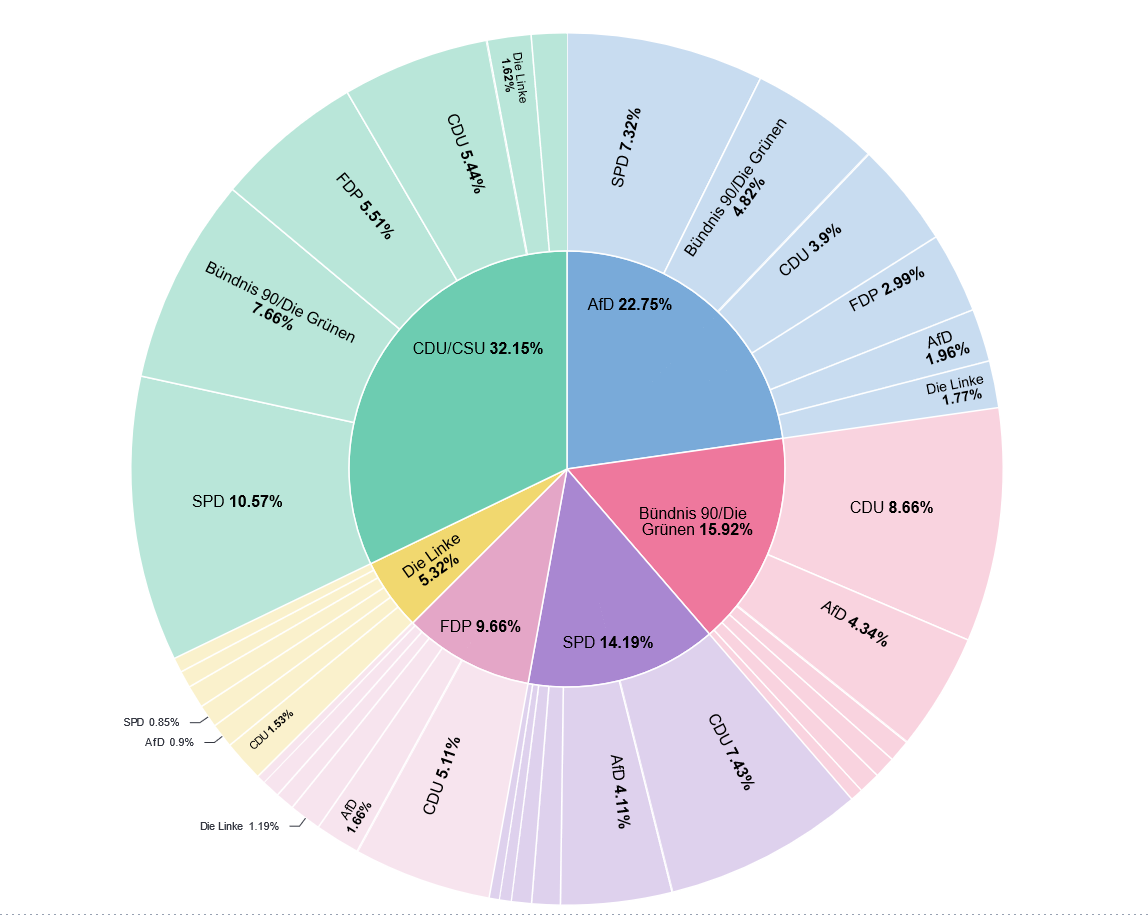 Die Linke
1.62%
SPD 7.32%
Bündnis 90/Die Grünen
4.82%
CDU 3.9%
FDP 2.99%
AfD
1.96%
Die Linke
1.77%
CDU 5.44%
FDP 5.51%
Bündnis 90/Die Grünen
7.66%
SPD 10.57%
AfD 22.75%
CDU/CSU 32.15%
Bündnis 90/Die
Grünen 15.92%
Die Linke
5.32%
FDP 9.66%
SPD 14.19%
CDU 8.66%
AfD 4.34%
CDU 7.43%
AfD 4.11%
CDU 5.11%
AfD
1.66%
Die Linke 1.19%
CDU 1.53%
AfD 0.9%
SPD 0.85%